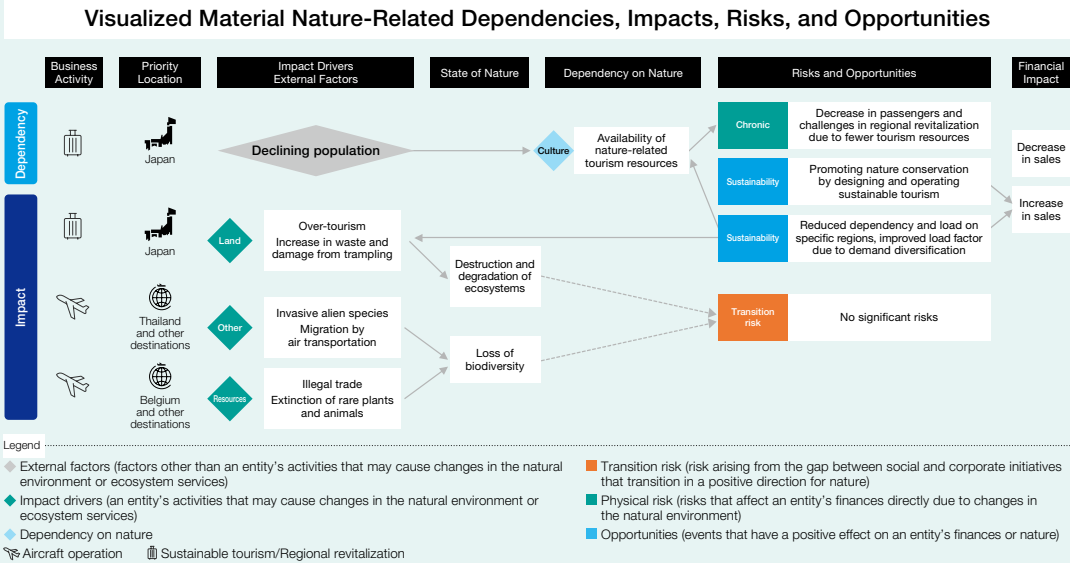 Visualized Material Nature-Related Dependencies, Impacts, Risks, and Opportunities
Business
Activity
Priority
Location
Impact Drivers
External Factors
State of Nature
Dependency on Nature
Risks and Opportunities
Financial
Impact
Dependency
Japan
Declining population
Culture
Availability of
nature-related
tourism resources
Chronic
Decrease in passengers and
challenges in regional revitalization
due to fewer tourism resources
Decrease
in sales
Sustainability
Promoting nature conservation
by designing and operating
sustainable tourism
Increase
in sales
Impact
Japan
Land
Over-tourism
Increase in waste and
damage from trampling
Sustainability
Reduced dependency and load on
specific regions, improved load factor
due to demand diversification
Destruction and
degradation of
ecosystems
Thailand
and other
destinations
Other
Invasive alien species
Migration by
air transportation
Transition
risk
No significant risks
Loss of
biodiversity
Belgium
and other
destinations
Resources
Illegal trade
Extinction of rare plants
and animals
Legend
External factors (factors other than an entity's activities that may cause changes in the natural
environment or ecosystem services)
Impact drivers (an entity's activities that may cause changes in the natural environment or
ecosystem services)
Dependency on nature
Aircraft operation
Sustainable tourism/Regional revitalization
Transition risk (risk arising from the gap between social and corporate initiatives
that transition in a positive direction for nature)
Physical risk (risks that affect an entity's finances directly due to changes in
the natural environment)
Opportunities (events that have a positive effect on an entity's finances or nature)